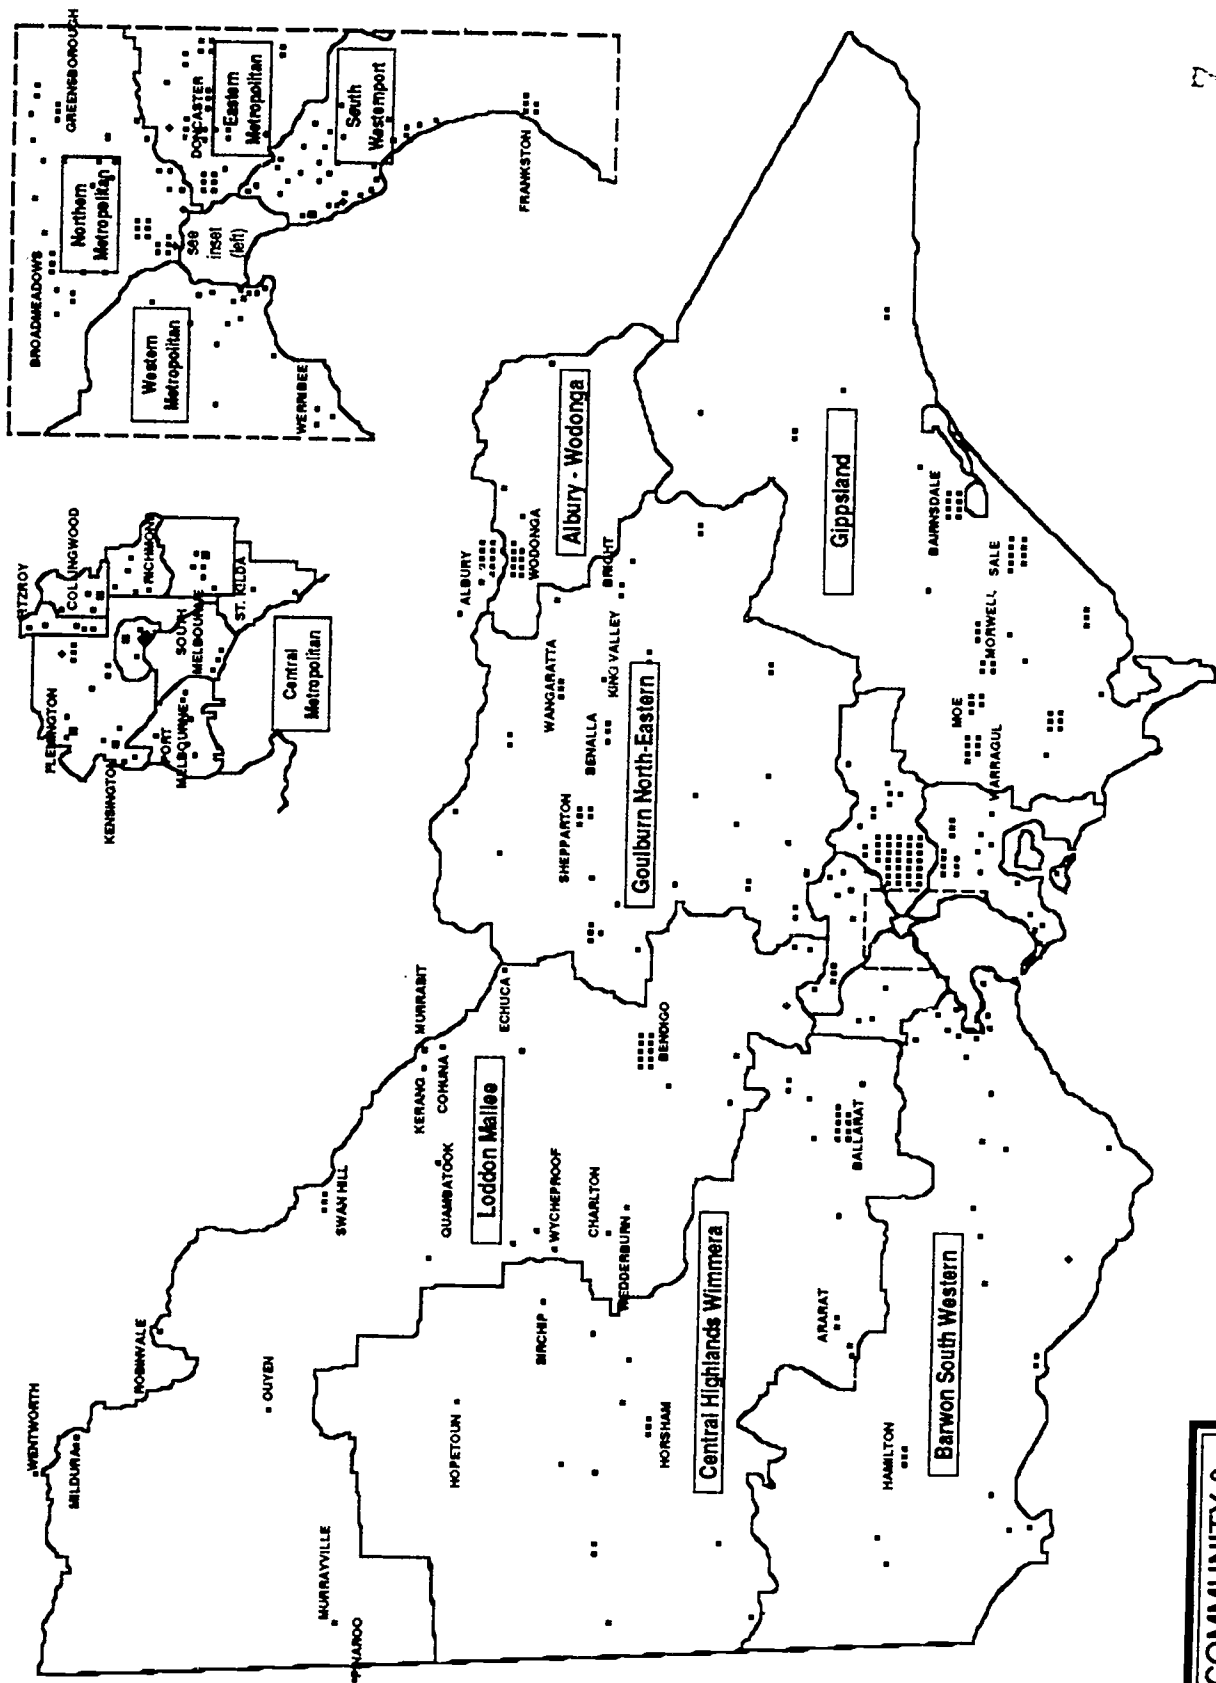 WENTWORTH
MILDURA
ROBINVALE
OUYEN
MURRAYVILLE
PINAROO
SWAN HILL
MURRABIT
KERANG
COHUNA
QUAMBATOOK
ECHUCA
Loddon Mallee
WYCHEPROOF
CHARLTON
WEDDERBURN
BIRCHIP
HOPETOUN
HORSHAM
BENDIGO
Central Highlands Wimmera
BALLARAT
ARARAT
Barwon South Western
HAMILTON
ALBURY
WODONGA
Albury - Wodonga
WANGARATTA
BRIGHT
KING VALLEY
BENALLA
SHEPPARTON
Goulburn North-Eastern
Gippsland
BAIRNSDALE
SALE
MORWELL
MOE
WARRAGUL
FLEMINGTON
KENSINGTON
PORT
MELBOURNE
SOUTH
MELBOURNE
COLLINGWOOD
RICHMOND
ST. KILDA
Central
Metropolitan
BROADMEADOWS
GREENSBOROUGH
Northern
Metropolitan
Western
Metropolitan
DONCASTER
Eastern
Metropolitan
South
Westernport
see
inset
(left)
WERRIBEE
FRANKSTON
7